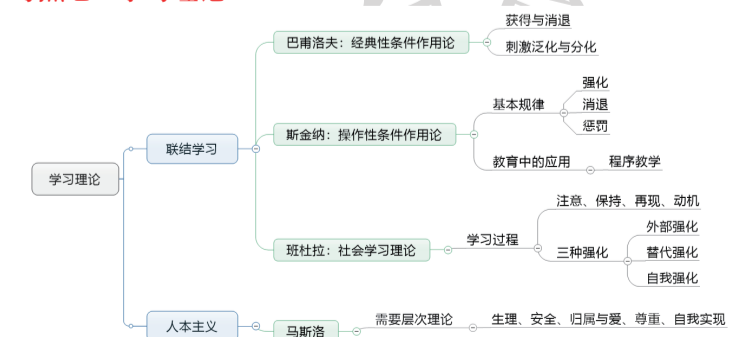 学习理论
联结学习
巴甫洛夫：经典性条件作用论
获得与消退
刺激泛化与分化
斯金纳：操作性条件作用论
基本规律
强化
消退
惩罚
教育中的应用
程序教学
班杜拉：社会学习理论
学习过程
注意、保持、再现、动机
三种强化
外部强化
替代强化
自我强化
人本主义
马斯洛
需要层次理论
生理、安全、归属与爱、尊重、自我实现